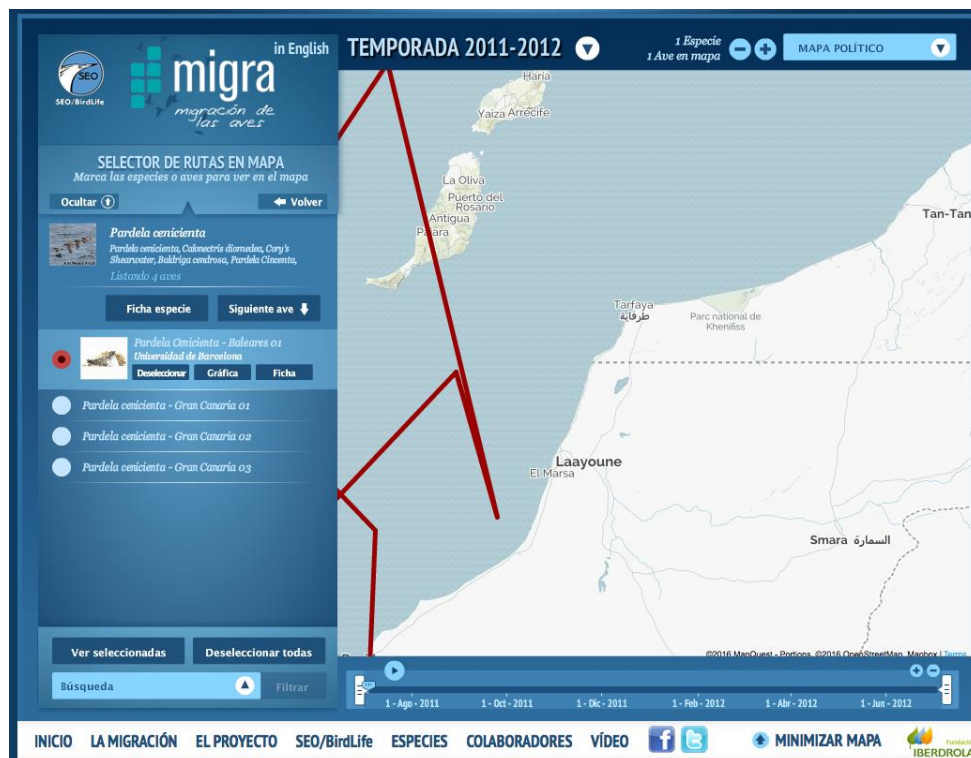 in English
SEO
SEO/BirdLife
migra
migración de
las aves
TEMPORADA 2011-2012
1 Especie
1 Ave en mapa
MAPA POLÍTICO
SELECTOR DE RUTAS EN MAPA
Marca las especies o aves para ver en el mapa
Ocultar
Volver
Pardela cenicienta
Pardela cenicienta, Calonectris diomedea, Cory's
Shearwater, Baldriga cendrosa, Pardela Cincenta,
Listando 4 aves
Ficha especie
Siguiente ave
Pardela Cenicienta - Baleares 01
Universidad de Barcelona
Deseleccionar
Gráfica
Ficha
Pardela cenicienta - Gran Canaria 01
Pardela cenicienta - Gran Canaria 02
Pardela cenicienta - Gran Canaria 03
Ver seleccionadas
Deseleccionar todas
Búsqueda
Filtrar
Haría
Yaiza Arrecife
La Oliva
Puerto del
Rosario
Antigua
Pájara
Tan-Tan
Tarfaya
طرفاية
Parc national de
Khenifiss
Laayoune
El Marsa
Smara السمارة
©2016 MapQuest - Portions ©2016 OpenStreetMap, Mapbox | Terms
1 - Ago - 2011
1 - Oct - 2011
1 - Dic - 2011
1 - Feb - 2012
1 - Abr - 2012
1 - Jun - 2012
INICIO
LA MIGRACIÓN
EL PROYECTO
SEO/BirdLife
ESPECIES
COLABORADORES
VÍDEO
MINIMIZAR MAPA
IBERDROLA